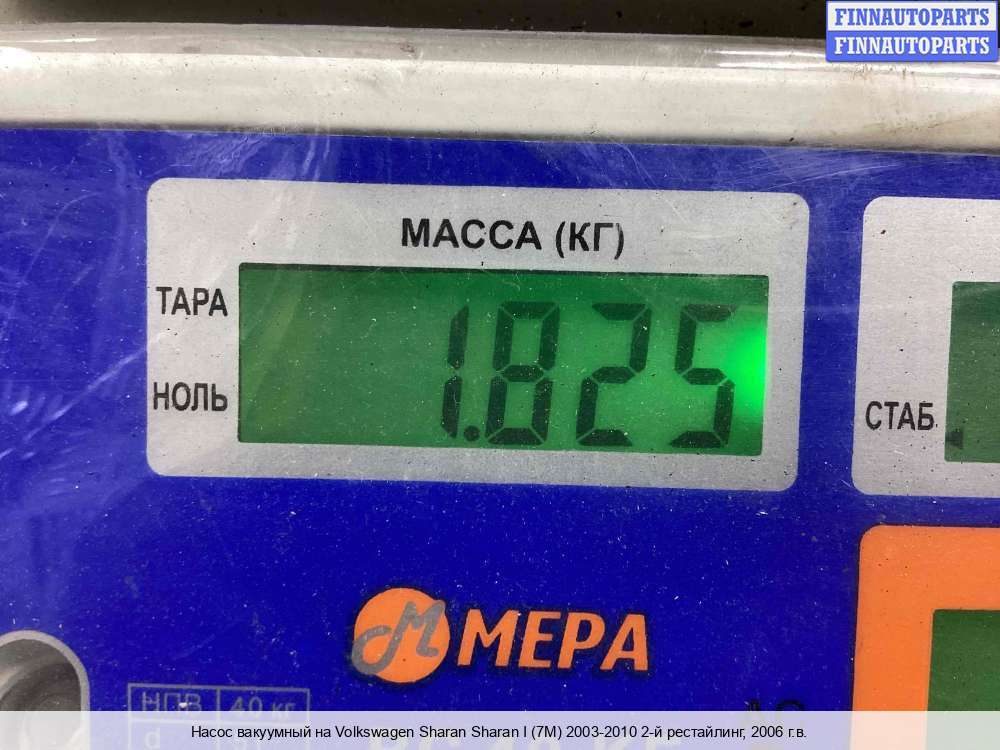 FINNAUTOPARTS
FINNAUTOPARTS
МАССА (КГ)
ТАРА
1.825
НОЛЬ
СТАБ
М МЕРА
НПВ 40 кг
d
Насос вакуумный на Volkswagen Sharan Sharan I (7M) 2003-2010 2-й рестайлинг, 2006 г.в.